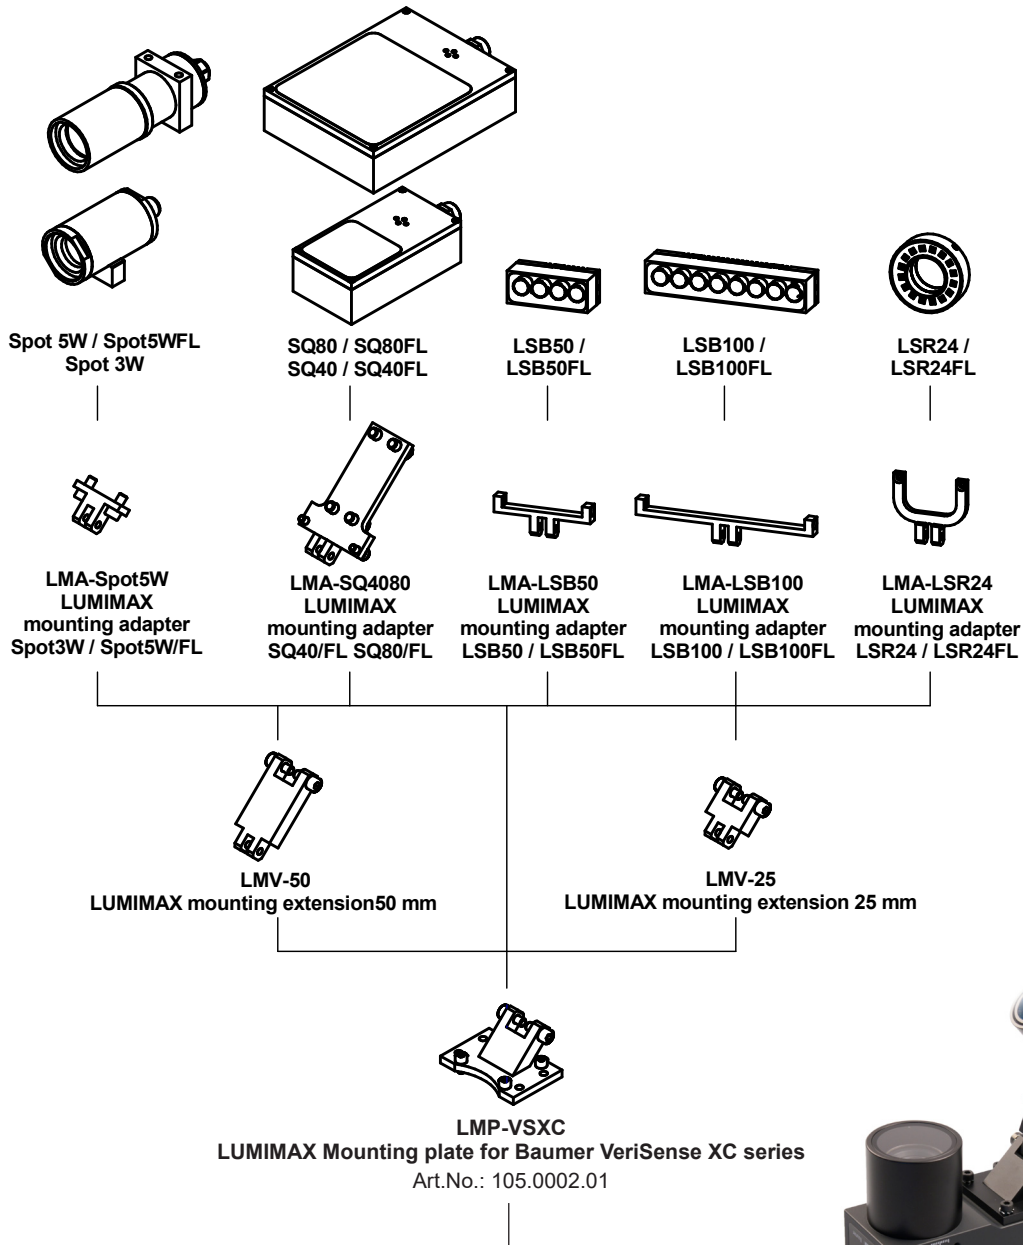 Spot 5W / Spot5WFL
Spot 3W
SQ80 / SQ80FL
SQ40 / SQ40FL
LSB50 /
LSB50FL
LSB100 /
LSB100FL
LSR24 /
LSR24FL
LMA-Spot5W
LUMIMAX
mounting adapter
Spot3W / Spot5W/FL
LMA-SQ4080
LUMIMAX
mounting adapter
SQ40/FL SQ80/FL
LMA-LSB50
LUMIMAX
mounting adapter
LSB50 / LSB50FL
LMA-LSB100
LUMIMAX
mounting adapter
LSB100 / LSB100FL
LMA-LSR24
LUMIMAX
mounting adapter
LSR24 / LSR24FL
LMV-50
LUMIMAX mounting extension50 mm
LMV-25
LUMIMAX mounting extension 25 mm
LMP-VSXC
LUMIMAX Mounting plate for Baumer VeriSense XC series
Art.No.: 105.0002.01